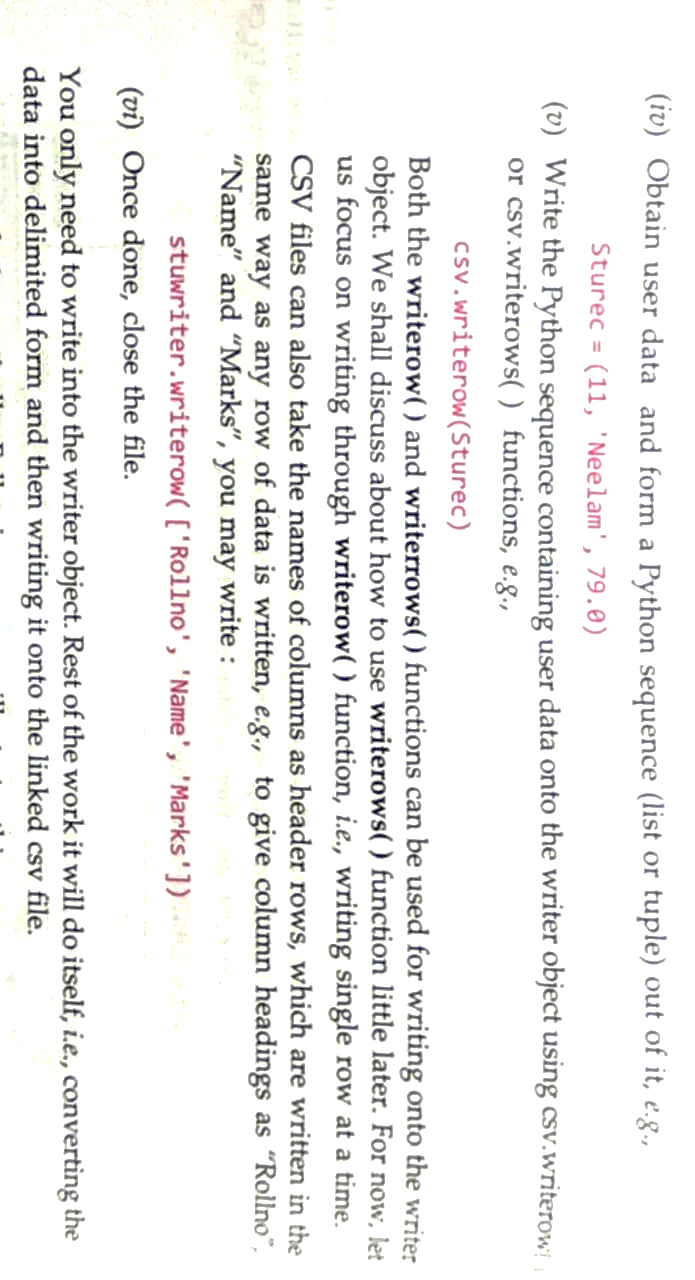 (iv) Obtain user data and form a Python sequence (list or tuple) out of it, e.g.,
Sturec = (11, 'Neelam', 79.0)
(v) Write the Python sequence containing user data onto the writer object using csv.writerow(
or csv.writerows( ) functions, e.g.,
csv.writerow(Sturec)
Both the writerow( ) and writerrows( ) functions can be used for writing onto the writer
object. We shall discuss about how to use writerows( ) function little later. For now, let
us focus on writing through writerow( ) function, i.e., writing single row at a time.
CSV files can also take the names of columns as header rows, which are written in the
same way as any row of data is written, e.g., to give column headings as "Rollno",
"Name" and "Marks", you may write :
stuwriter.writerow( ['Rollno', 'Name', 'Marks'])
(vi) Once done, close the file.
You only need to write into the writer object. Rest of the work it will do itself, i.e., converting the
data into delimited form and then writing it onto the linked csv file.